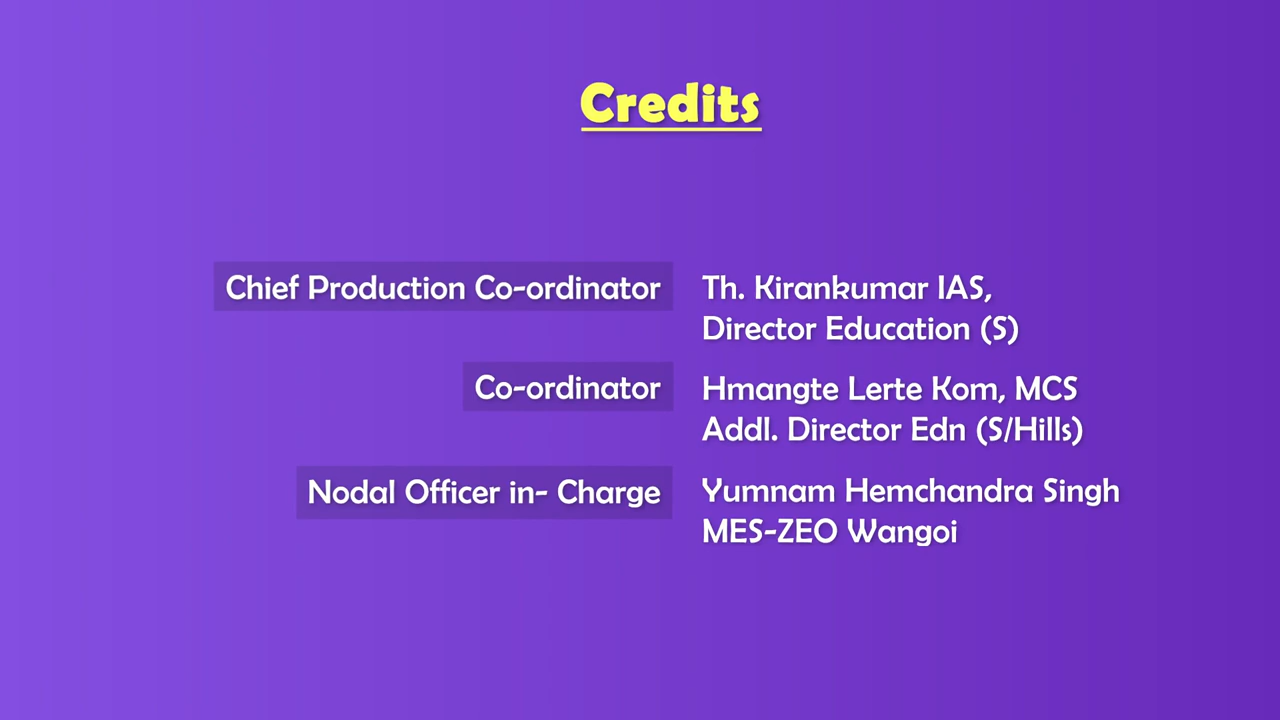 Credits
Chief Production Co-ordinator
Th. Kirankumar IAS,
Director Education (S)
Co-ordinator
Hmangte Lerte Kom, MCS
Addl. Director Edn (S/Hills)
Nodal Officer in- Charge
Yumnam Hemchandra Singh
MES-ZEO Wangoi